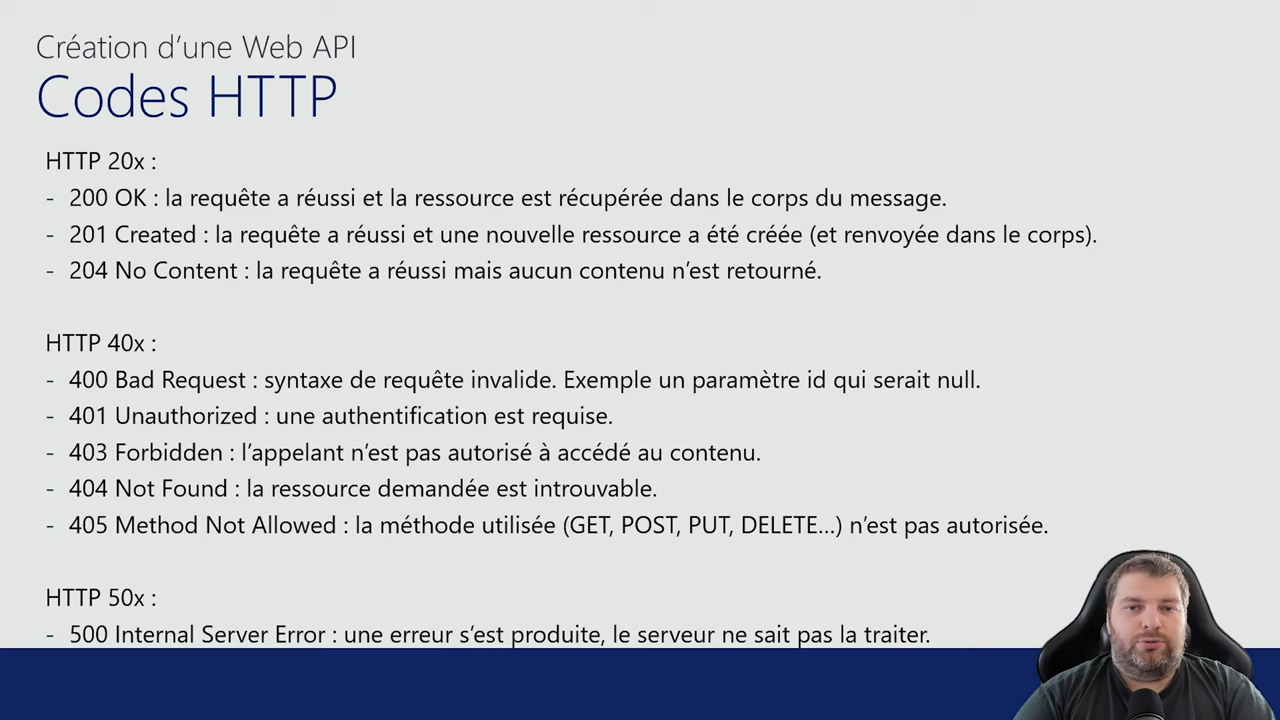 Création d’une Web API
Codes HTTP
HTTP 20x :
- 200 OK : la requête a réussi et la ressource est récupérée dans le corps du message.
- 201 Created : la requête a réussi et une nouvelle ressource a été créée (et renvoyée dans le corps).
- 204 No Content : la requête a réussi mais aucun contenu n’est retourné.
HTTP 40x :
- 400 Bad Request : syntaxe de requête invalide. Exemple un paramètre id qui serait null.
- 401 Unauthorized : une authentification est requise.
- 403 Forbidden : l’appelant n’est pas autorisé à accédé au contenu.
- 404 Not Found : la ressource demandée est introuvable.
- 405 Method Not Allowed : la méthode utilisée (GET, POST, PUT, DELETE…) n’est pas autorisée.
HTTP 50x :
- 500 Internal Server Error : une erreur s’est produite, le serveur ne sait pas la traiter.